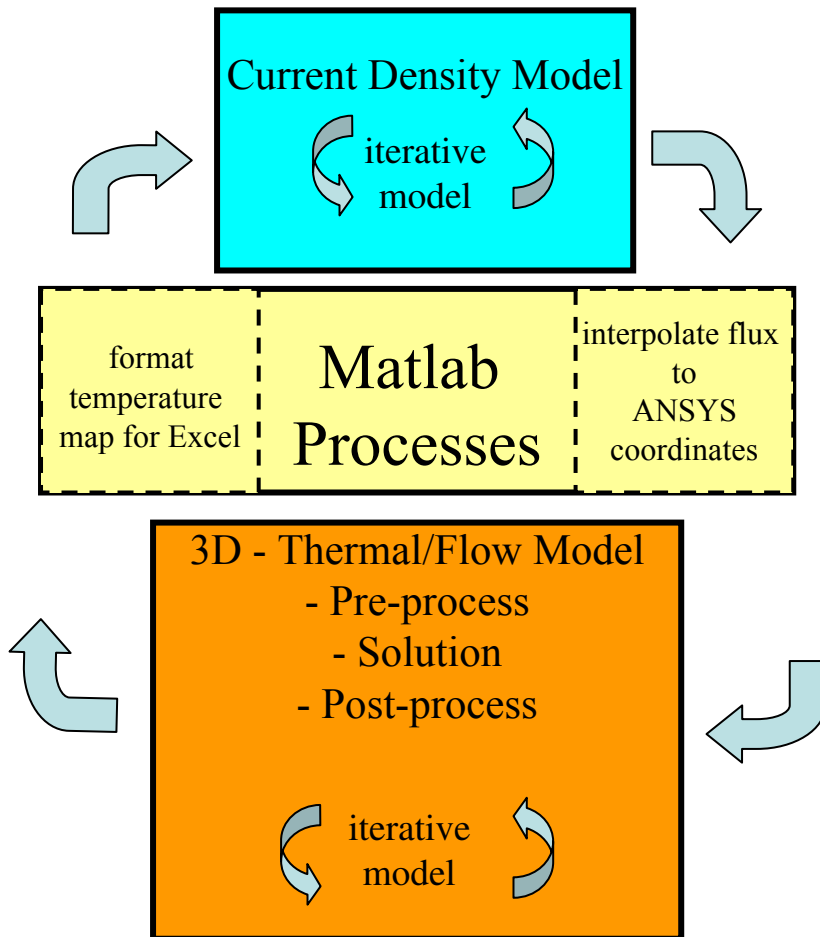 Current Density Model
iterative
model
format
temperature
map for Excel
Matlab
Processes
interpolate flux
to
ANSYS
coordinates
3D - Thermal/Flow Model
- Pre-process
- Solution
- Post-process
iterative
model